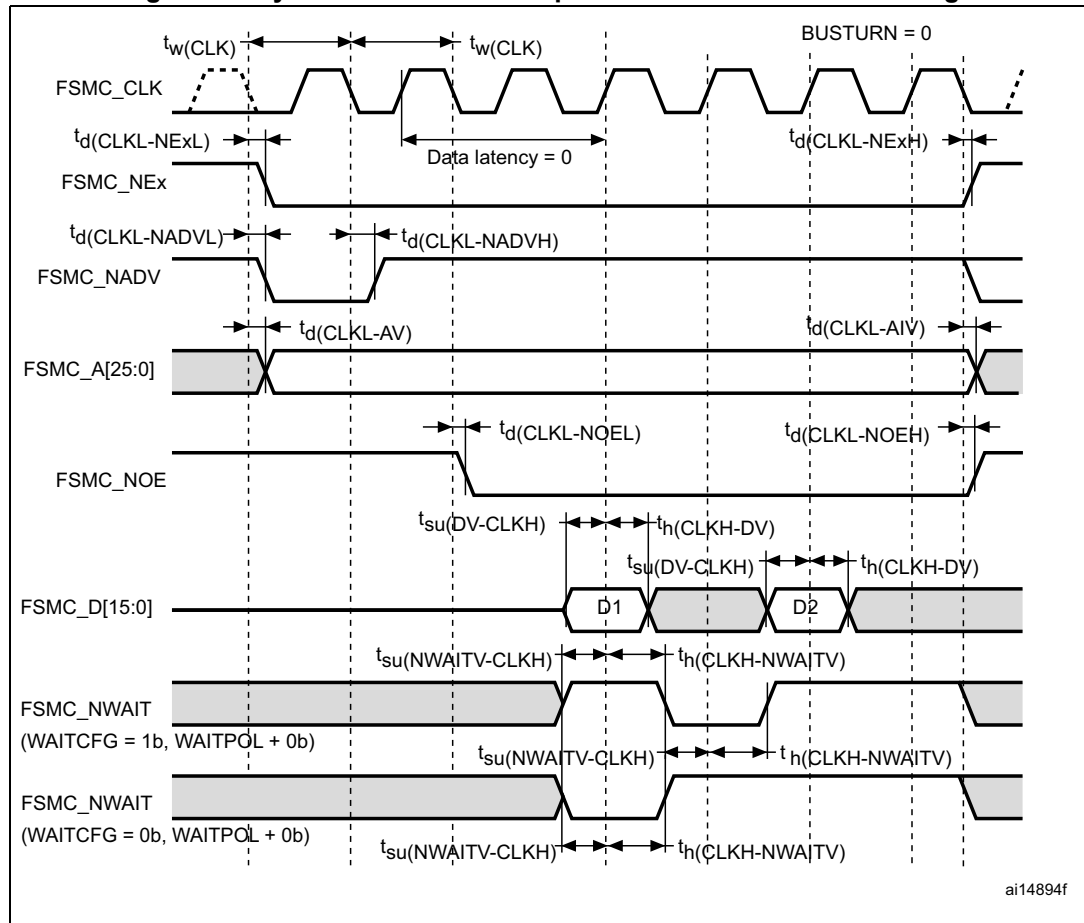 BUSTURN = 0
tw(CLK) tw(CLK)
FSMC_CLK
td(CLKL-NExL) Data latency = 0 td(CLKL-NExH)
FSMC_NEx
td(CLKL-NADVL) td(CLKL-NADVH)
FSMC_NADV
td(CLKL-AV) td(CLKL-AIV)
FSMC_A[25:0]
td(CLKL-NOEL) td(CLKL-NOEH)
FSMC_NOE
tsu(DV-CLKH) th(CLKH-DV)
tsu(DV-CLKH) th(CLKH-DV)
FSMC_D[15:0] D1 D2
tsu(NWAITV-CLKH) th(CLKH-NWAITV)
FSMC_NWAIT
(WAITCFG = 1b, WAITPOL + 0b)
tsu(NWAITV-CLKH) th(CLKH-NWAITV)
FSMC_NWAIT
(WAITCFG = 0b, WAITPOL + 0b)
tsu(NWAITV-CLKH) th(CLKH-NWAITV)
ai14894f